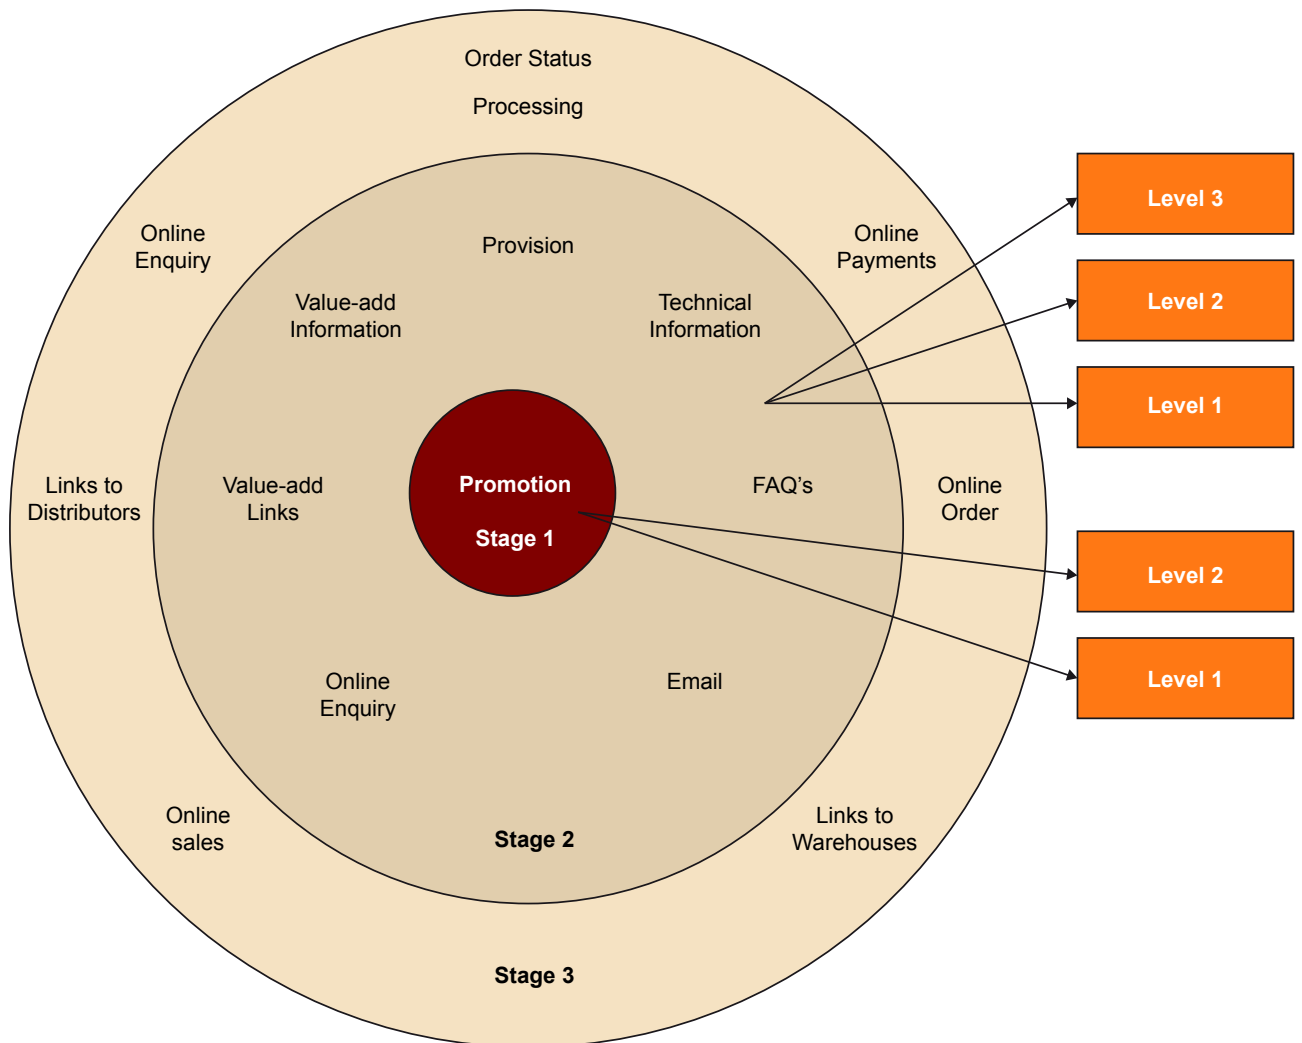 Order Status
Processing
Online
Enquiry
Provision
Online
Payments
Value-add
Information
Technical
Information
Level 3
Level 2
Level 1
Links to
Distributors
Value-add
Links
Promotion
Stage 1
FAQ's
Online
Order
Level 2
Level 1
Online
Enquiry
Email
Online
sales
Stage 2
Links to
Warehouses
Stage 3